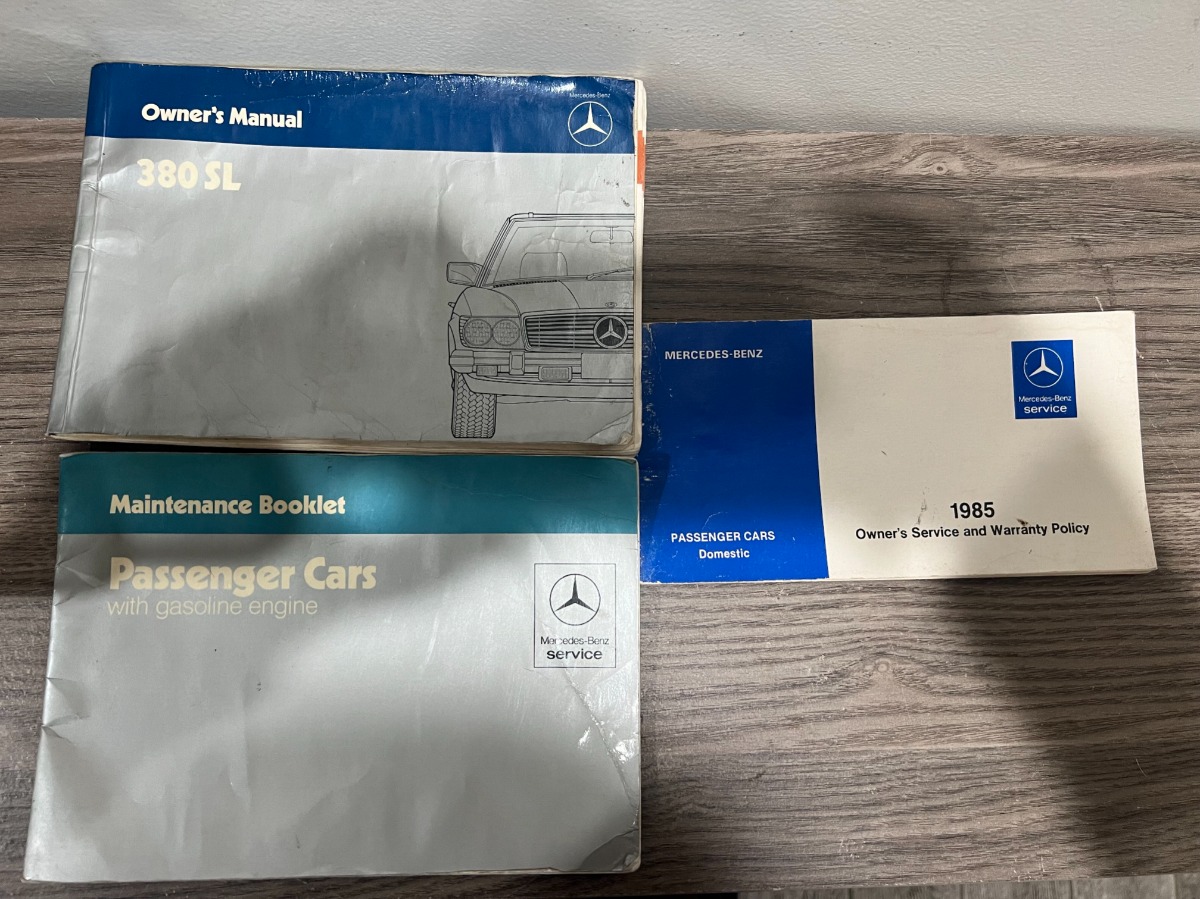 Mercedes-Benz
Owner's Manual
380 SL
MERCEDES-BENZ
Mercedes-Benz
service
PASSENGER CARS
Domestic
1985
Owner's Service and Warranty Policy
Maintenance Booklet
Passenger Cars
with gasoline engine
Mercedes-Benz
service